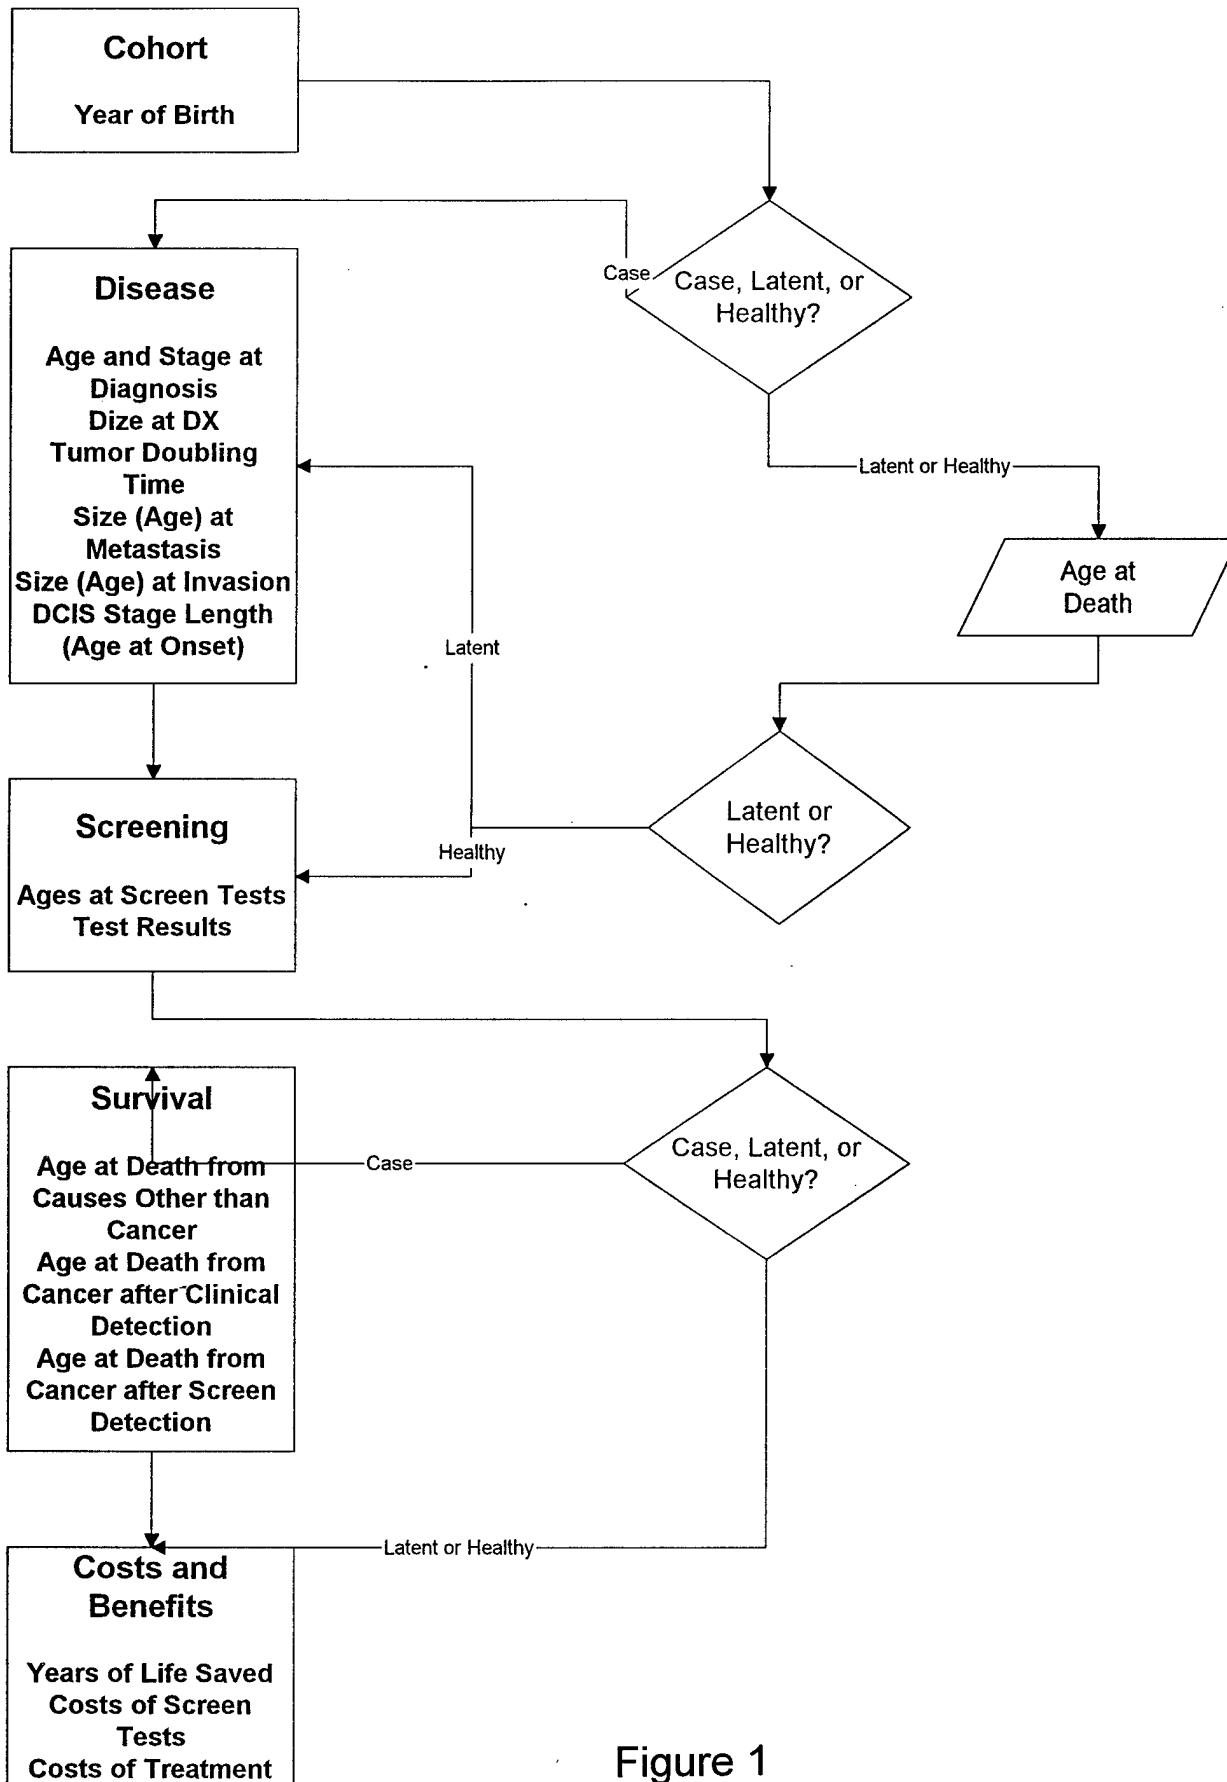 Cohort
Year of Birth
Case
Case, Latent, or
Healthy?
Disease
Age and Stage at
Diagnosis
Dize at DX
Tumor Doubling
Time
Size (Age) at
Metastasis
Size (Age) at Invasion
DCIS Stage Length
(Age at Onset)
Latent or Healthy
Age at
Death
Latent
Latent or
Healthy?
Healthy
Screening
Ages at Screen Tests
Test Results
Case, Latent, or
Healthy?
Case
Survival
Age at Death from
Causes Other than
Cancer
Age at Death from
Cancer after Clinical
Detection
Age at Death from
Cancer after Screen
Detection
Latent or Healthy
Costs and
Benefits
Years of Life Saved
Costs of Screen
Tests
Costs of Treatment
Figure 1